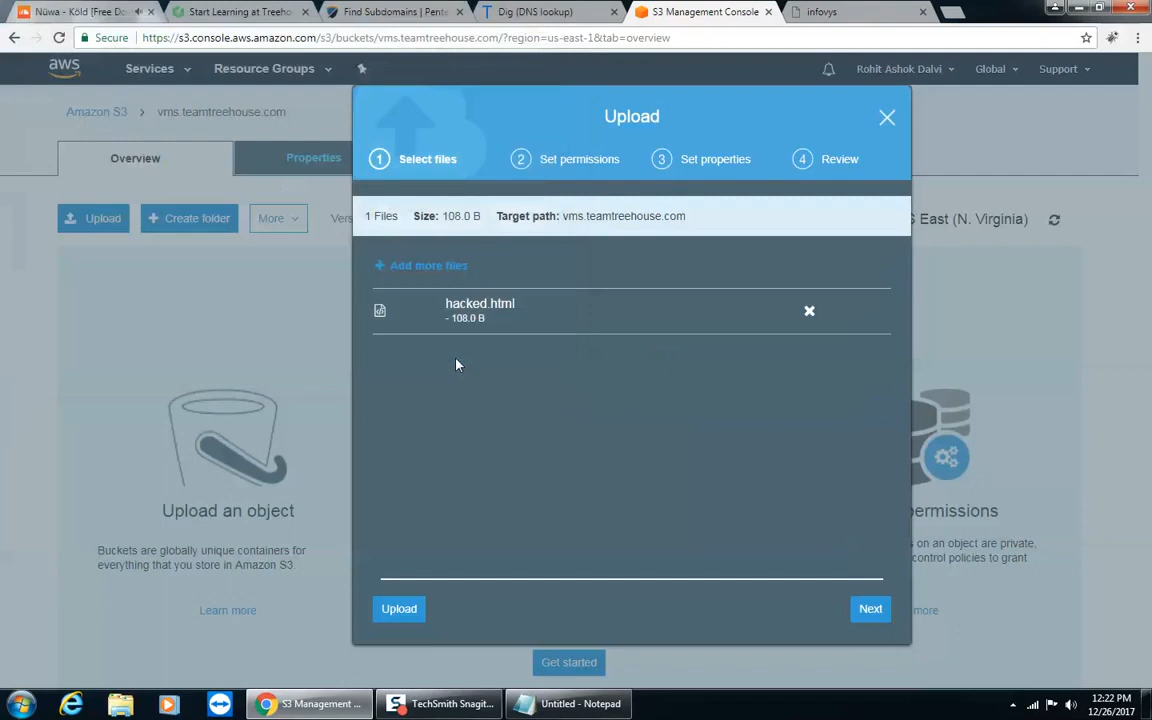 Nüwa - Köld [Free Do
Start Learning at Treeho
Find Subdomains | Pente
Dig (DNS lookup)
S3 Management Console
infovys
Secure
https://s3.console.aws.amazon.com/s3/buckets/vms.teamtreehouse.com/?region=us-east-1&tab=overview
aws
Services
Resource Groups
Rohit Ashok Dalvi
Global
Support
Amazon S3 > vms.teamtreehouse.com
Overview
Properties
Upload
Create folder
More
Vers
S East (N. Virginia)
Upload
1 Select files
2 Set permissions
3 Set properties
4 Review
1 Files Size: 108.0 B Target path: vms.teamtreehouse.com
+ Add more files
hacked.html
- 108.0 B
Upload
Next
Upload an object
Buckets are globally unique containers for
everything that you store in Amazon S3.
Learn more
permissions
s on an object are private,
control policies to grant
more
Get started
S3 Management ...
TechSmith Snagit...
Untitled - Notepad
12:22 PM
12/26/2017